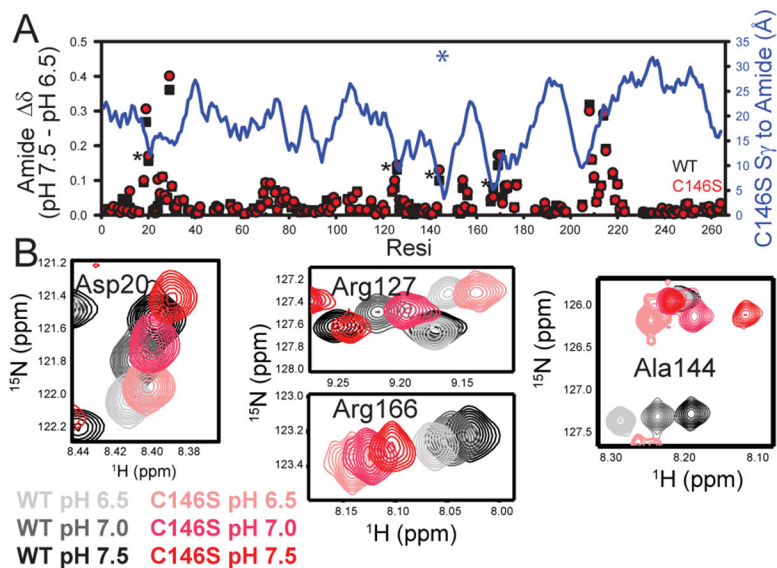 A
Amide Δδ
(pH 7.5 - pH 6.5)
0.5
0.4
0.3
0.2
0.1
0.0
*
*
*
*
*
WT
C146S
35
30
25
20
15
10
5
0
C146S Sγ to Amide (Å)
0 20 40 60 80 100 120 140 160 180 200 220 240 260
Resi
B
Asp20
15N (ppm)
121.2
121.4
121.6
121.8
122.0
122.2
8.44 8.40 8.36
1H (ppm)
Arg127
127.2
127.4
127.6
127.8
128.0
9.25 9.20 9.15
15N (ppm)
Arg166
123.0
123.2
123.4
8.15 8.10 8.05 8.00
1H (ppm)
Ala144
15N (ppm)
126.0
126.5
127.0
127.5
8.30 8.20 8.10
1H (ppm)
WT pH 6.5 C146S pH 6.5
WT pH 7.0 C146S pH 7.0
WT pH 7.5 C146S pH 7.5